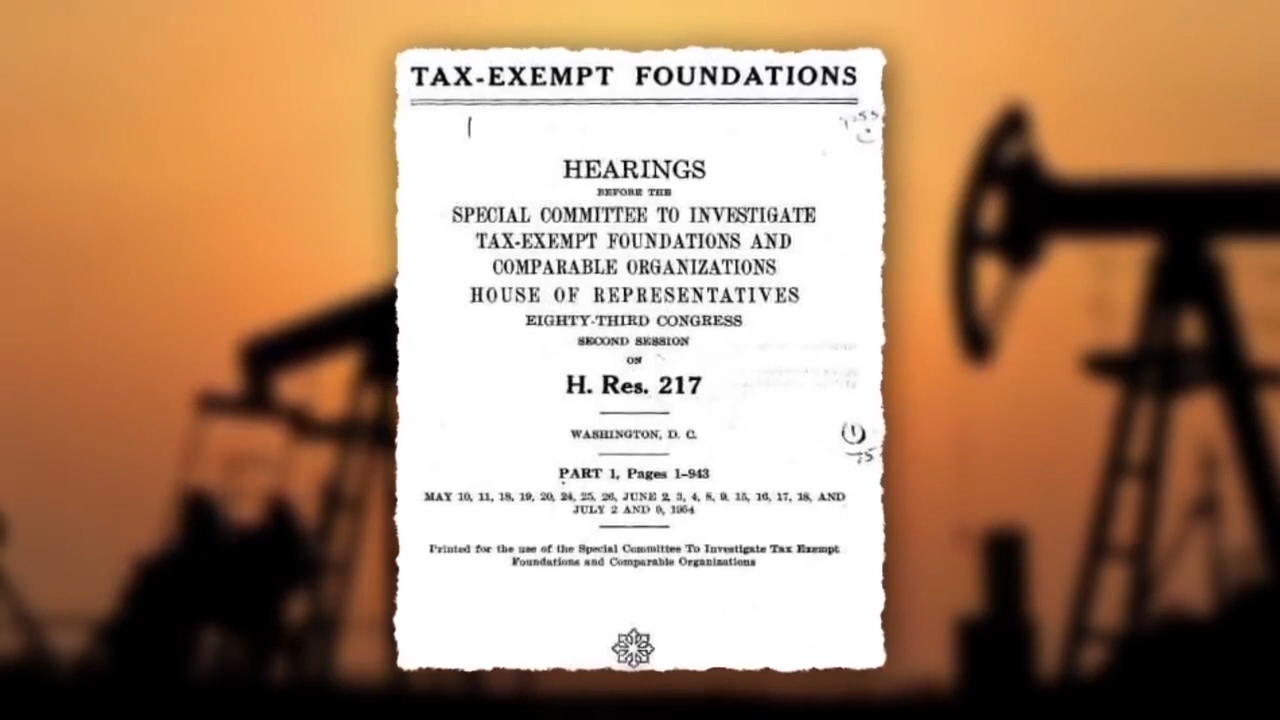 TAX-EXEMPT FOUNDATIONS
HEARINGS
BEFORE THE
SPECIAL COMMITTEE TO INVESTIGATE
TAX-EXEMPT FOUNDATIONS AND
COMPARABLE ORGANIZATIONS
HOUSE OF REPRESENTATIVES
EIGHTY-THIRD CONGRESS
SECOND SESSION
ON
H. Res. 217
WASHINGTON, D. C.
PART 1, Pages 1–943
MAY 10, 11, 18, 19, 20, 24, 25, 26, JUNE 2, 3, 4, 8, 9, 15, 16, 17, 18, AND
JULY 2 AND 9, 1954
Printed for the use of the Special Committee To Investigate Tax Exempt
Foundations and Comparable Organizations